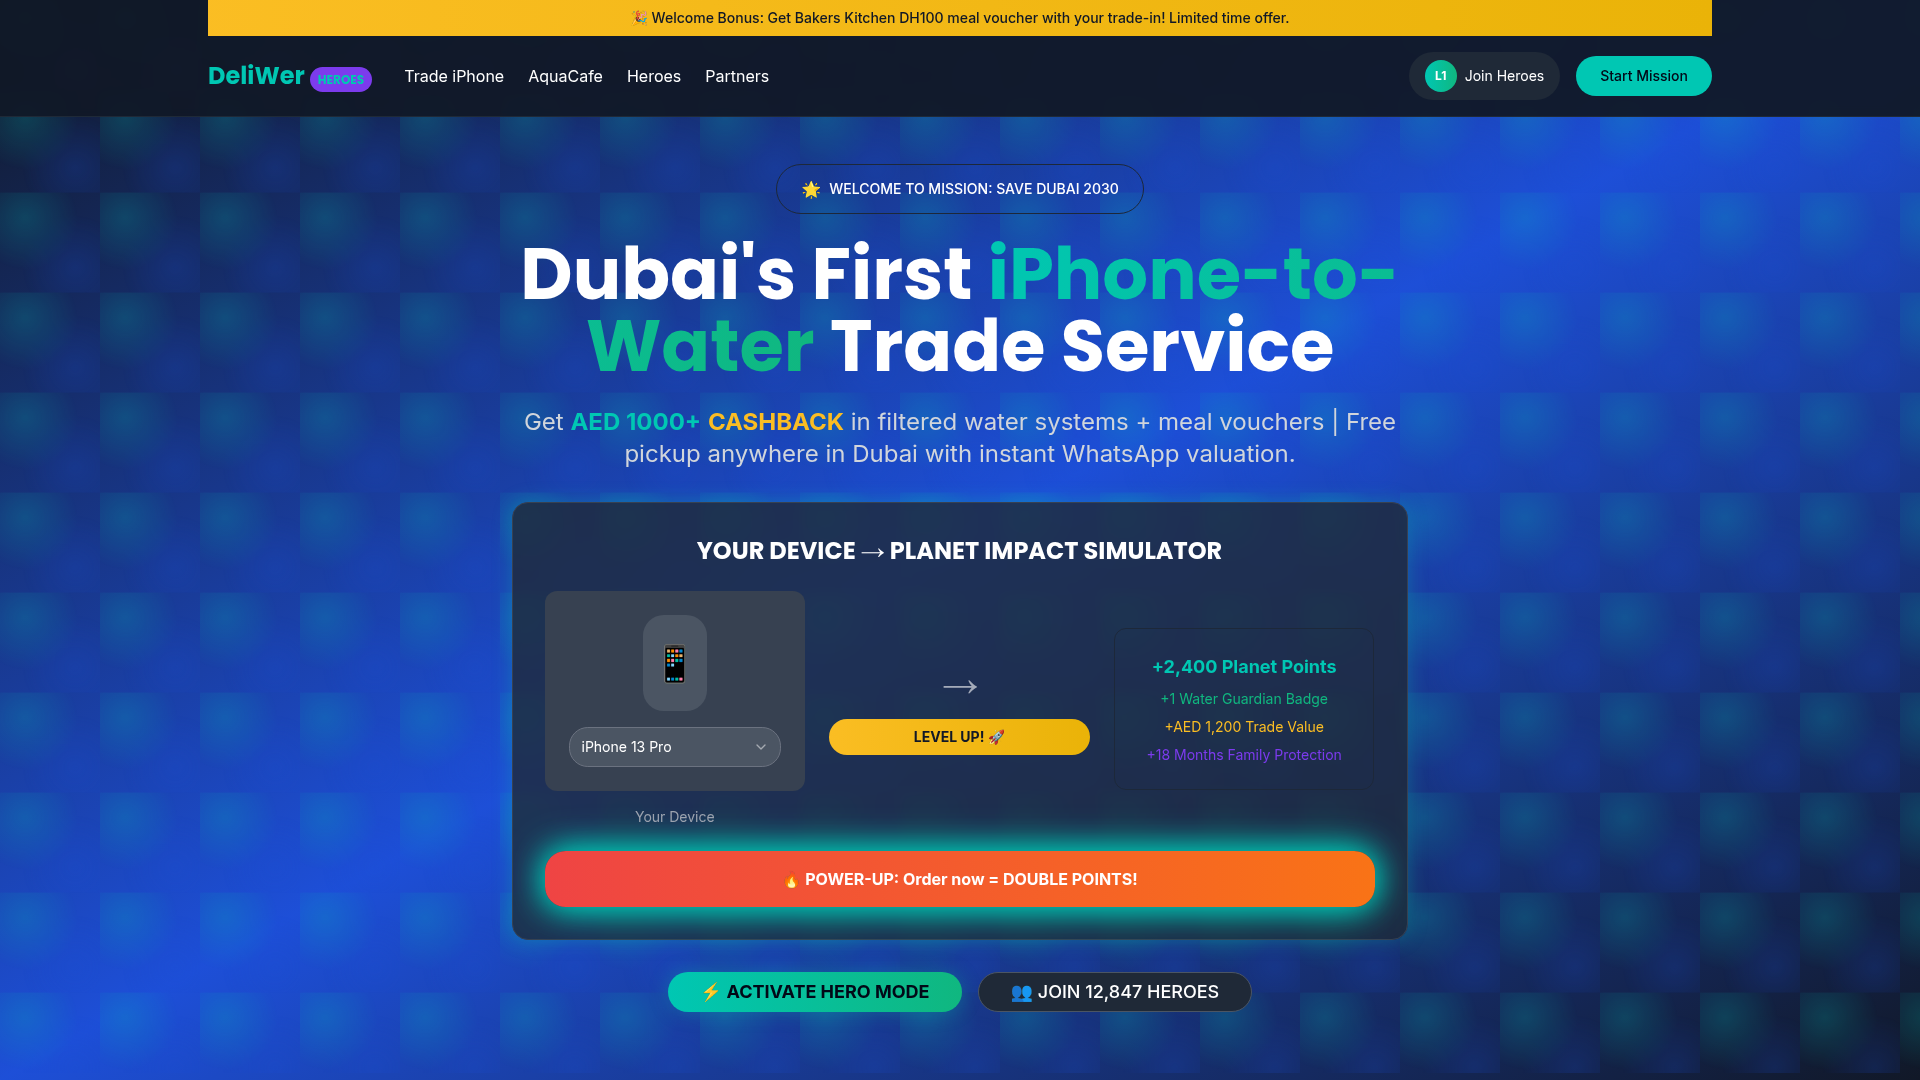 🎉 Welcome Bonus: Get Bakers Kitchen DH100 meal voucher with your trade-in! Limited time offer.
DeliWer HEROES Trade iPhone AquaCafe Heroes Partners L1 Join Heroes Start Mission
🌟 WELCOME TO MISSION: SAVE DUBAI 2030
Dubai's First iPhone-to-
Water Trade Service
Get AED 1000+ CASHBACK in filtered water systems + meal vouchers | Free
pickup anywhere in Dubai with instant WhatsApp valuation.
YOUR DEVICE → PLANET IMPACT SIMULATOR
iPhone 13 Pro
Your Device
→
LEVEL UP! 🚀
+2,400 Planet Points
+1 Water Guardian Badge
+AED 1,200 Trade Value
+18 Months Family Protection
🔥 POWER-UP: Order now = DOUBLE POINTS!
⚡ ACTIVATE HERO MODE
👥 JOIN 12,847 HEROES